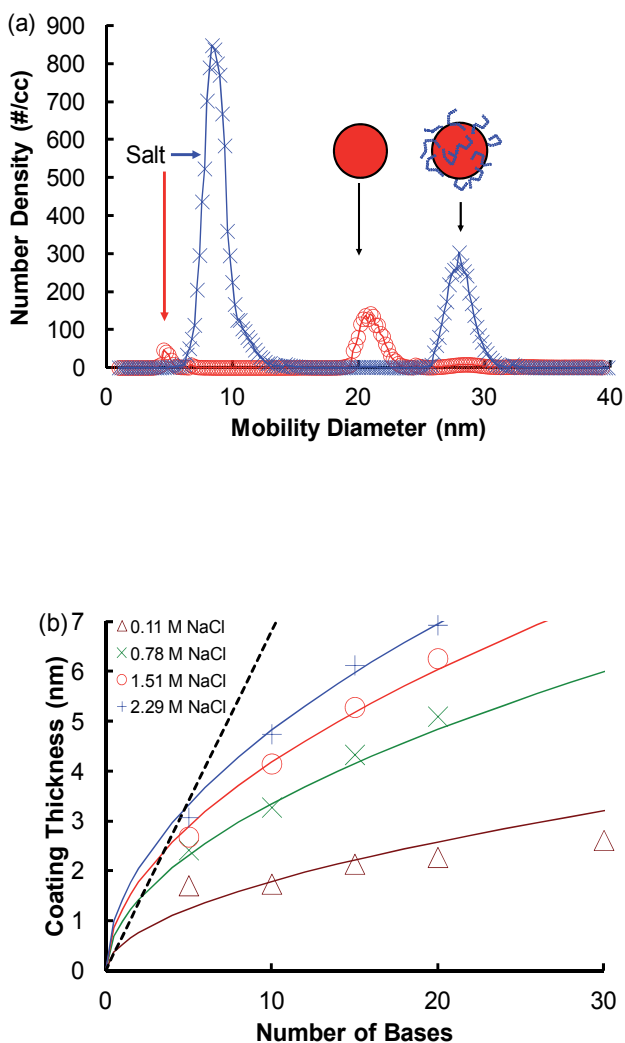 (a)
900
800
700
600
500
400
300
200
100
0
Number Density (#/cc)
Salt
0 10 20 30 40
Mobility Diameter (nm)
(b)
7
6
5
4
3
2
1
0
Coating Thickness (nm)
0.11 M NaCl
0.78 M NaCl
1.51 M NaCl
2.29 M NaCl
0 10 20 30
Number of Bases